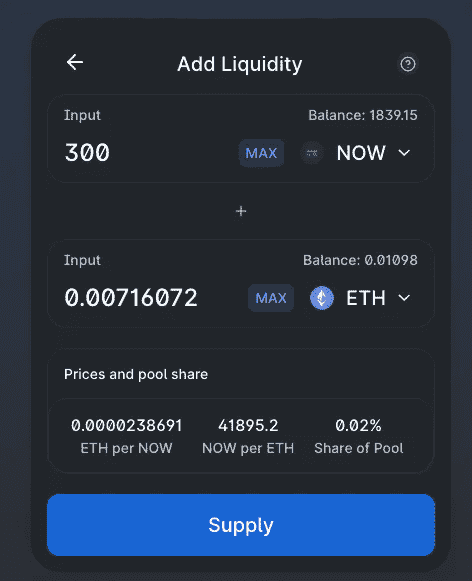 Add Liquidity
Input Balance: 1839.15
300 MAX NOW
+
Input Balance: 0.01098
0.00716072 MAX ETH
Prices and pool share
0.0000238691 41895.2 0.02%
ETH per NOW NOW per ETH Share of Pool
Supply